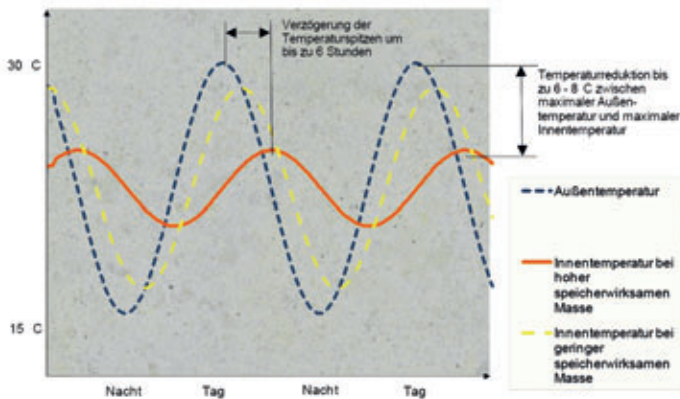 Verzögerung der
Temperaturspitzen um
bis zu 6 Stunden
30 C
Temperaturreduktion bis
zu 6 - 8 C zwischen
maximaler Außen-
temperatur und maximaler
Innentemperatur
Außentemperatur
Innentemperatur bei
hoher
speicherwirksamen
Masse
Innentemperatur bei
geringer
speicherwirksamen
Masse
15 C
Nacht Tag Nacht Tag